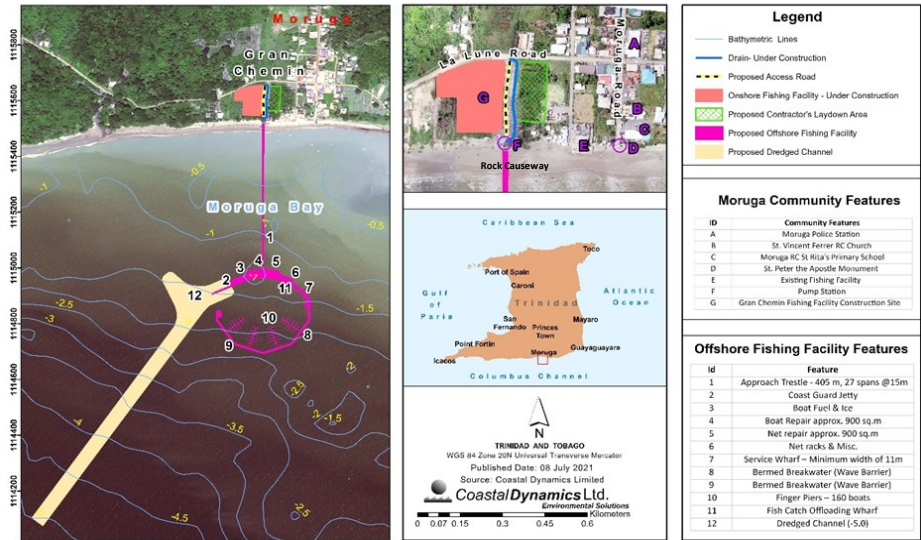 Moruga
Gran
Chemin
Moruga Bay
1115800
1115600
1115400
1115200
1115000
1114800
1114600
1114400
1114200
-0.5
-1
-0.5
-1
-1
-1
-1.5
-2
-2.5
-3
-1.5
-2.5
-2
-1.5
-4
-3.5
-2.5
-4.5
1
2
3
4
5
6
7
8
9
10
11
12
La Lune Road
Moruga Road
A
B
C
D
E
F
G
Rock Causeway
Caribbean Sea
Toco
Port of Spain
Caroni
Gulf
of
Paria
Trinidad
Atlantic
Ocean
San
Fernando
Princes
Town
Mayaro
Point Fortin
Guayaguayare
Icacos
Moruga
Columbus Channel
N
TRINIDAD AND TOBAGO
WGS 84 Zone 20N Universal Transverse Mercator
Published Date: 08 July 2021
Source: Coastal Dynamics Limited
CoastalDynamics Ltd.
Environmental Solutions
Kilometers
0 0.07 0.15 0.3 0.45 0.6
Legend
Bathymetric Lines
Drain- Under Construction
Proposed Access Road
Onshore Fishing Facility - Under Construction
Proposed Contractor's Laydown Area
Proposed Offshore Fishing Facility
Proposed Dredged Channel
Moruga Community Features
ID Community Features
A Moruga Police Station
B St. Vincent Ferrer RC Church
C Moruga RC St Rita's Primary School
D St. Peter the Apostle Monument
E Existing Fishing Facility
F Pump Station
G Gran Chemin Fishing Facility Construction Site
Offshore Fishing Facility Features
Id Feature
1 Approach Trestle - 405 m, 27 spans @15m
2 Coast Guard Jetty
3 Boat Fuel & Ice
4 Boat Repair approx. 900 sq.m
5 Net repair approx. 900 sq.m
6 Net racks & Misc.
7 Service Wharf – Minimum width of 11m
8 Bermed Breakwater (Wave Barrier)
9 Bermed Breakwater (Wave Barrier)
10 Finger Piers – 160 boats
11 Fish Catch Offloading Wharf
12 Dredged Channel (-5.0)